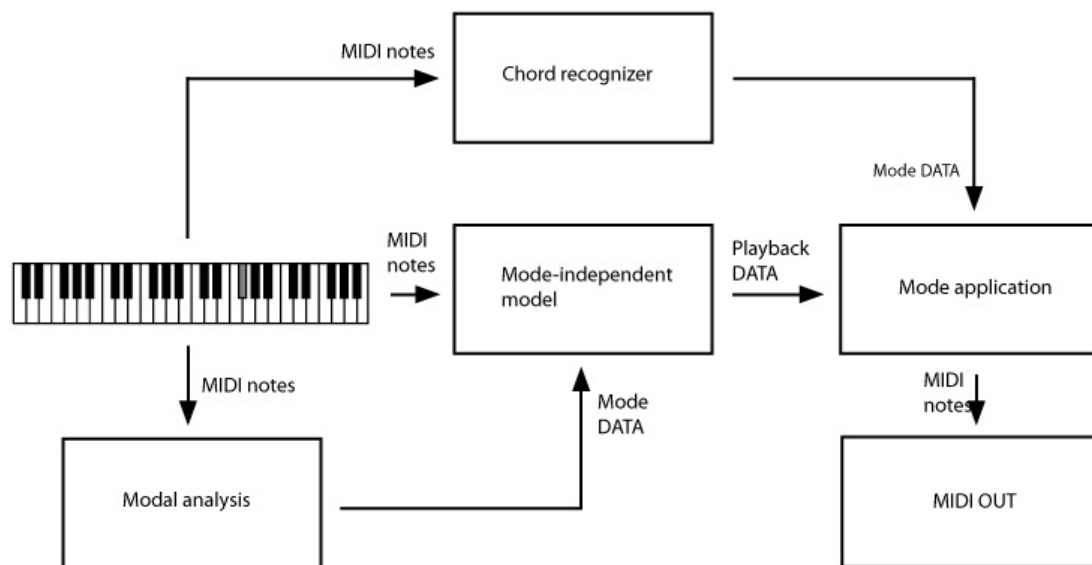 MIDI notes
Chord recognizer
Mode DATA
MIDI
notes
Mode-independent
model
Playback
DATA
Mode application
MIDI notes
Mode
DATA
MIDI
notes
Modal analysis
MIDI OUT